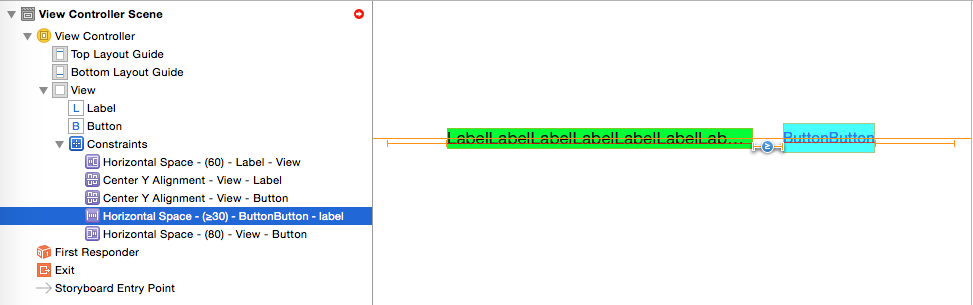 View Controller Scene
View Controller
Top Layout Guide
Bottom Layout Guide
View
L Label
B Button
Constraints
Horizontal Space - (60) - Label - View
Center Y Alignment - View - Label
Center Y Alignment - View - Button
Horizontal Space - (≥30) - ButtonButton - label
Horizontal Space - (80) - View - Button
First Responder
Exit
Storyboard Entry Point
LabelLabelLabelLabelLabelLabelLab...
≥
ButtonButton